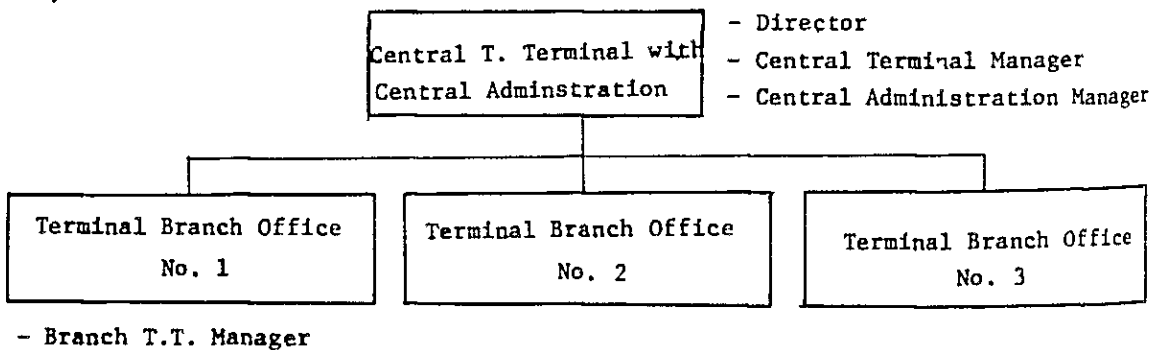 Central T. Terminal with
Central Adminstration
- Director
- Central Terminal Manager
- Central Administration Manager
Terminal Branch Office
No. 1
Terminal Branch Office
No. 2
Terminal Branch Office
No. 3
- Branch T.T. Manager